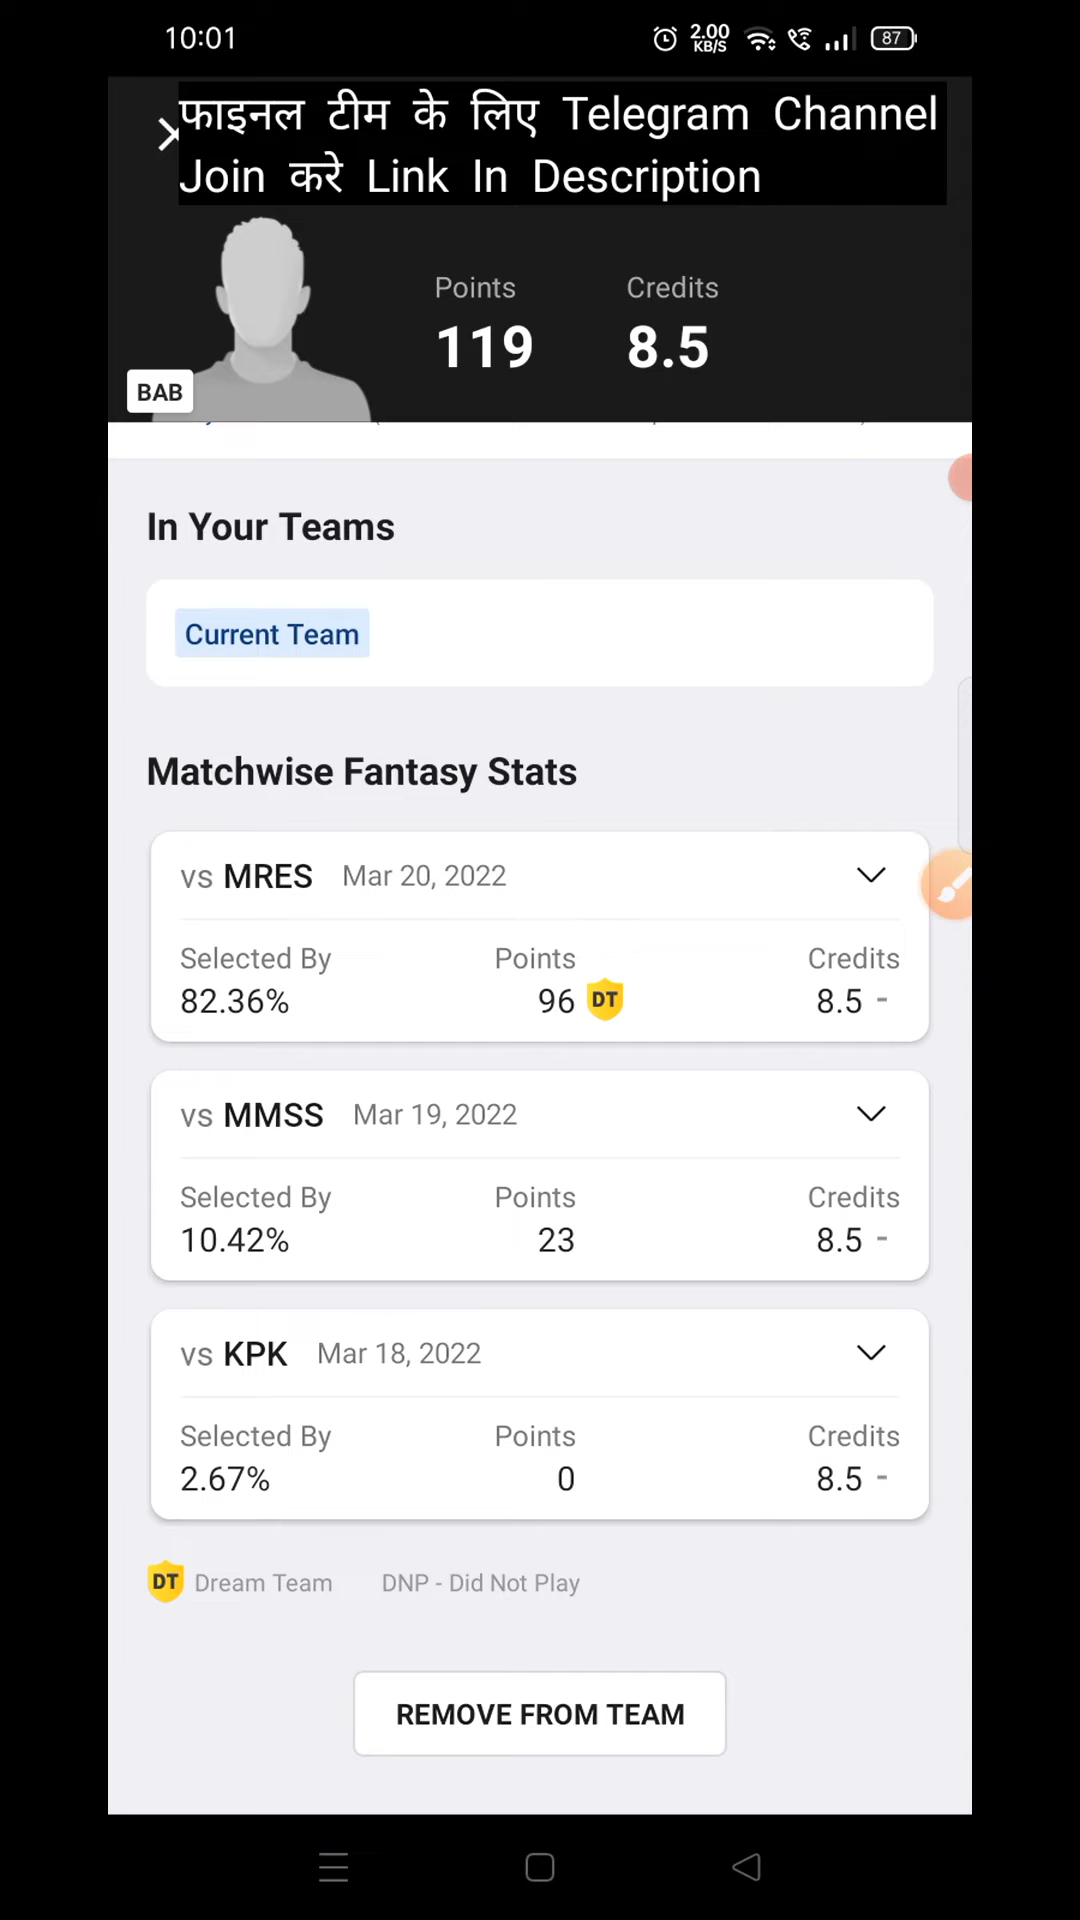 10:01
2.00 KB/S
87
फाइनल टीम के लिए Telegram Channel
Join करे Link In Description
Points
Credits
119
8.5
BAB
In Your Teams
Current Team
Matchwise Fantasy Stats
vs MRES Mar 20, 2022
Selected By Points Credits
82.36% 96 DT 8.5 -
vs MMSS Mar 19, 2022
Selected By Points Credits
10.42% 23 8.5 -
vs KPK Mar 18, 2022
Selected By Points Credits
2.67% 0 8.5 -
DT Dream Team DNP - Did Not Play
REMOVE FROM TEAM